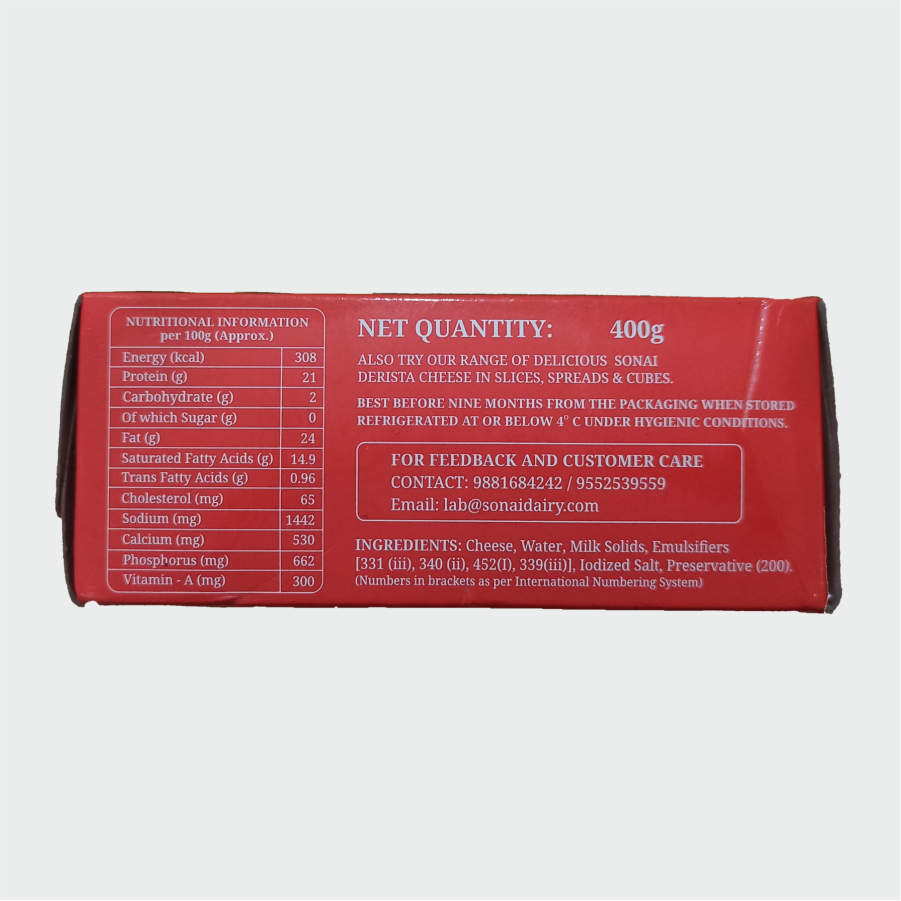 NUTRITIONAL INFORMATION
per 100g (Approx.)
Energy (kcal) 308
Protein (g) 21
Carbohydrate (g) 2
Of which Sugar (g) 0
Fat (g) 24
Saturated Fatty Acids (g) 14.9
Trans Fatty Acids (g) 0.96
Cholesterol (mg) 65
Sodium (mg) 1442
Calcium (mg) 530
Phosphorus (mg) 662
Vitamin - A (mg) 300
NET QUANTITY: 400g
ALSO TRY OUR RANGE OF DELICIOUS SONAI
DERISTA CHEESE IN SLICES, SPREADS & CUBES.
BEST BEFORE NINE MONTHS FROM THE PACKAGING WHEN STORED
REFRIGERATED AT OR BELOW 4° C UNDER HYGIENIC CONDITIONS.
FOR FEEDBACK AND CUSTOMER CARE
CONTACT: 9881684242 / 9552539559
Email: lab@sonaidairy.com
INGREDIENTS: Cheese, Water, Milk Solids, Emulsifiers
[331 (iii), 340 (ii), 452(I), 339(iii)], Iodized Salt, Preservative (200).
(Numbers in brackets as per International Numbering System)